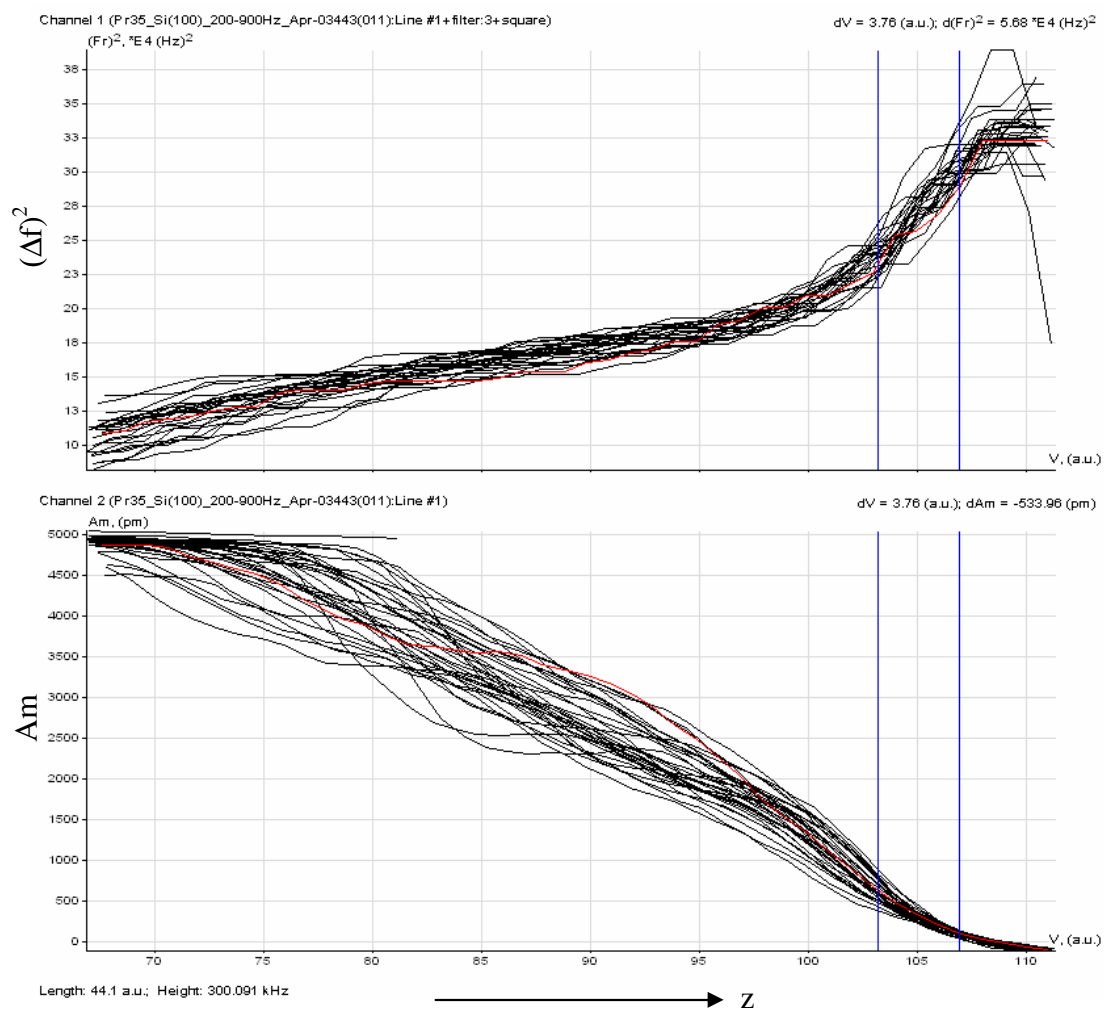 Channel 1 (Pr35_Si(100)_200-900Hz_Apr-03443(011):Line #1+filter:3+square) dV = 3.76 (a.u.); d(Fr)² = 5.68 *E4 (Hz)²
(Fr)², *E4 (Hz)²
38
35
33
30
28
25
23
20
18
15
13
10
(Δf)²
V, (a.u.)
Channel 2 (Pr35_Si(100)_200-900Hz_Apr-03443(011):Line #1) dV = 3.76 (a.u.); dAm = -533.96 (pm)
Am, (pm)
5000
4500
4000
3500
3000
2500
2000
1500
1000
500
0
Am
V, (a.u.)
70 75 80 85 90 95 100 105 110
Length: 44.1 a.u.; Height: 300.091 kHz
z